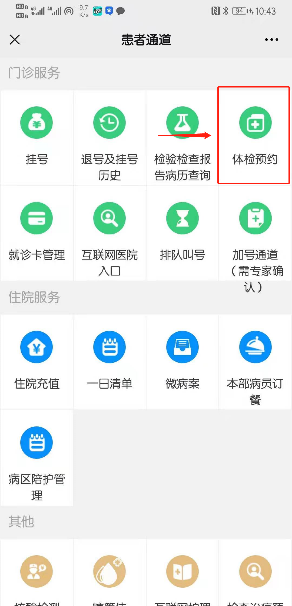 10:43
患者通道
门诊服务
挂号
退号及挂号
历史
检验检查报
告病历查询
体检预约
就诊卡管理
互联网医院
入口
排队叫号
加号通道
（需专家确
认）
住院服务
住院充值
一日清单
微病案
本部病员订
餐
病区陪护管
理
其他